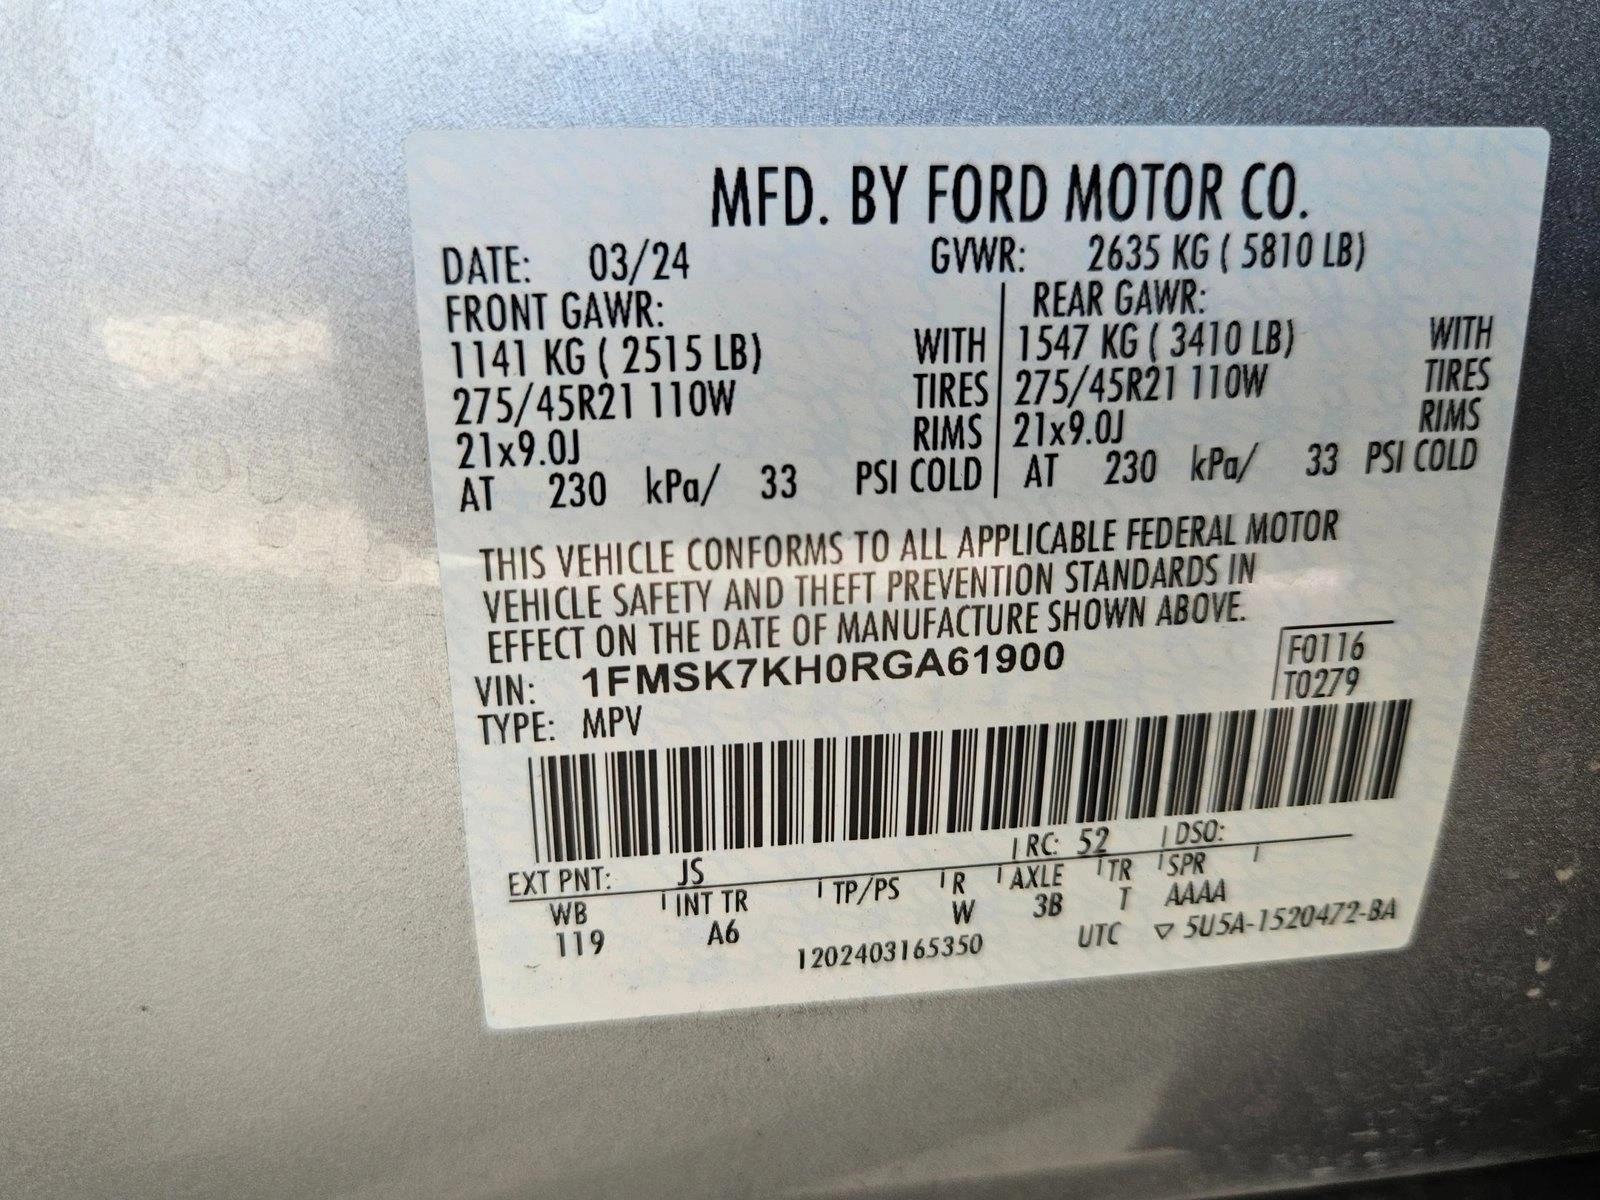 MFD. BY FORD MOTOR CO.
DATE: 03/24 GVWR: 2635 KG ( 5810 LB)
FRONT GAWR: REAR GAWR:
1141 KG ( 2515 LB) WITH 1547 KG ( 3410 LB) WITH
275/45R21 110W TIRES 275/45R21 110W TIRES
21x9.0J RIMS 21x9.0J RIMS
AT 230 kPa/ 33 PSI COLD AT 230 kPa/ 33 PSI COLD
THIS VEHICLE CONFORMS TO ALL APPLICABLE FEDERAL MOTOR
VEHICLE SAFETY AND THEFT PREVENTION STANDARDS IN
EFFECT ON THE DATE OF MANUFACTURE SHOWN ABOVE.
VIN: 1FMSK7KH0RGA61900 F0116
TYPE: MPV T0279
EXT PNT: JS RC: 52 DSO:
WB INT TR TP/PS R AXLE TR SPR
119 A6 W 3B T AAAA
1202403165350 UTC ▽ 5U5A-1520472-BA